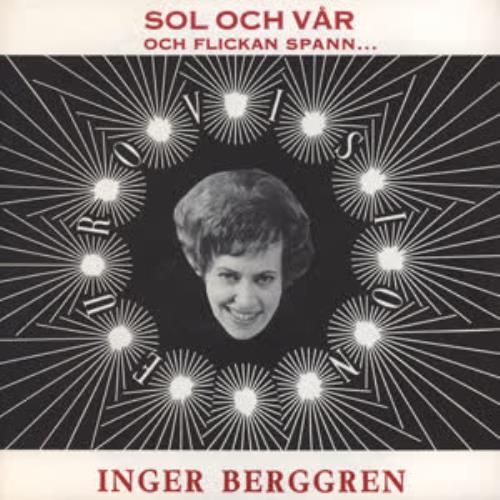 SOL OCH VÅR
OCH FLICKAN SPANN...
EUROVISION
INGER BERGGREN